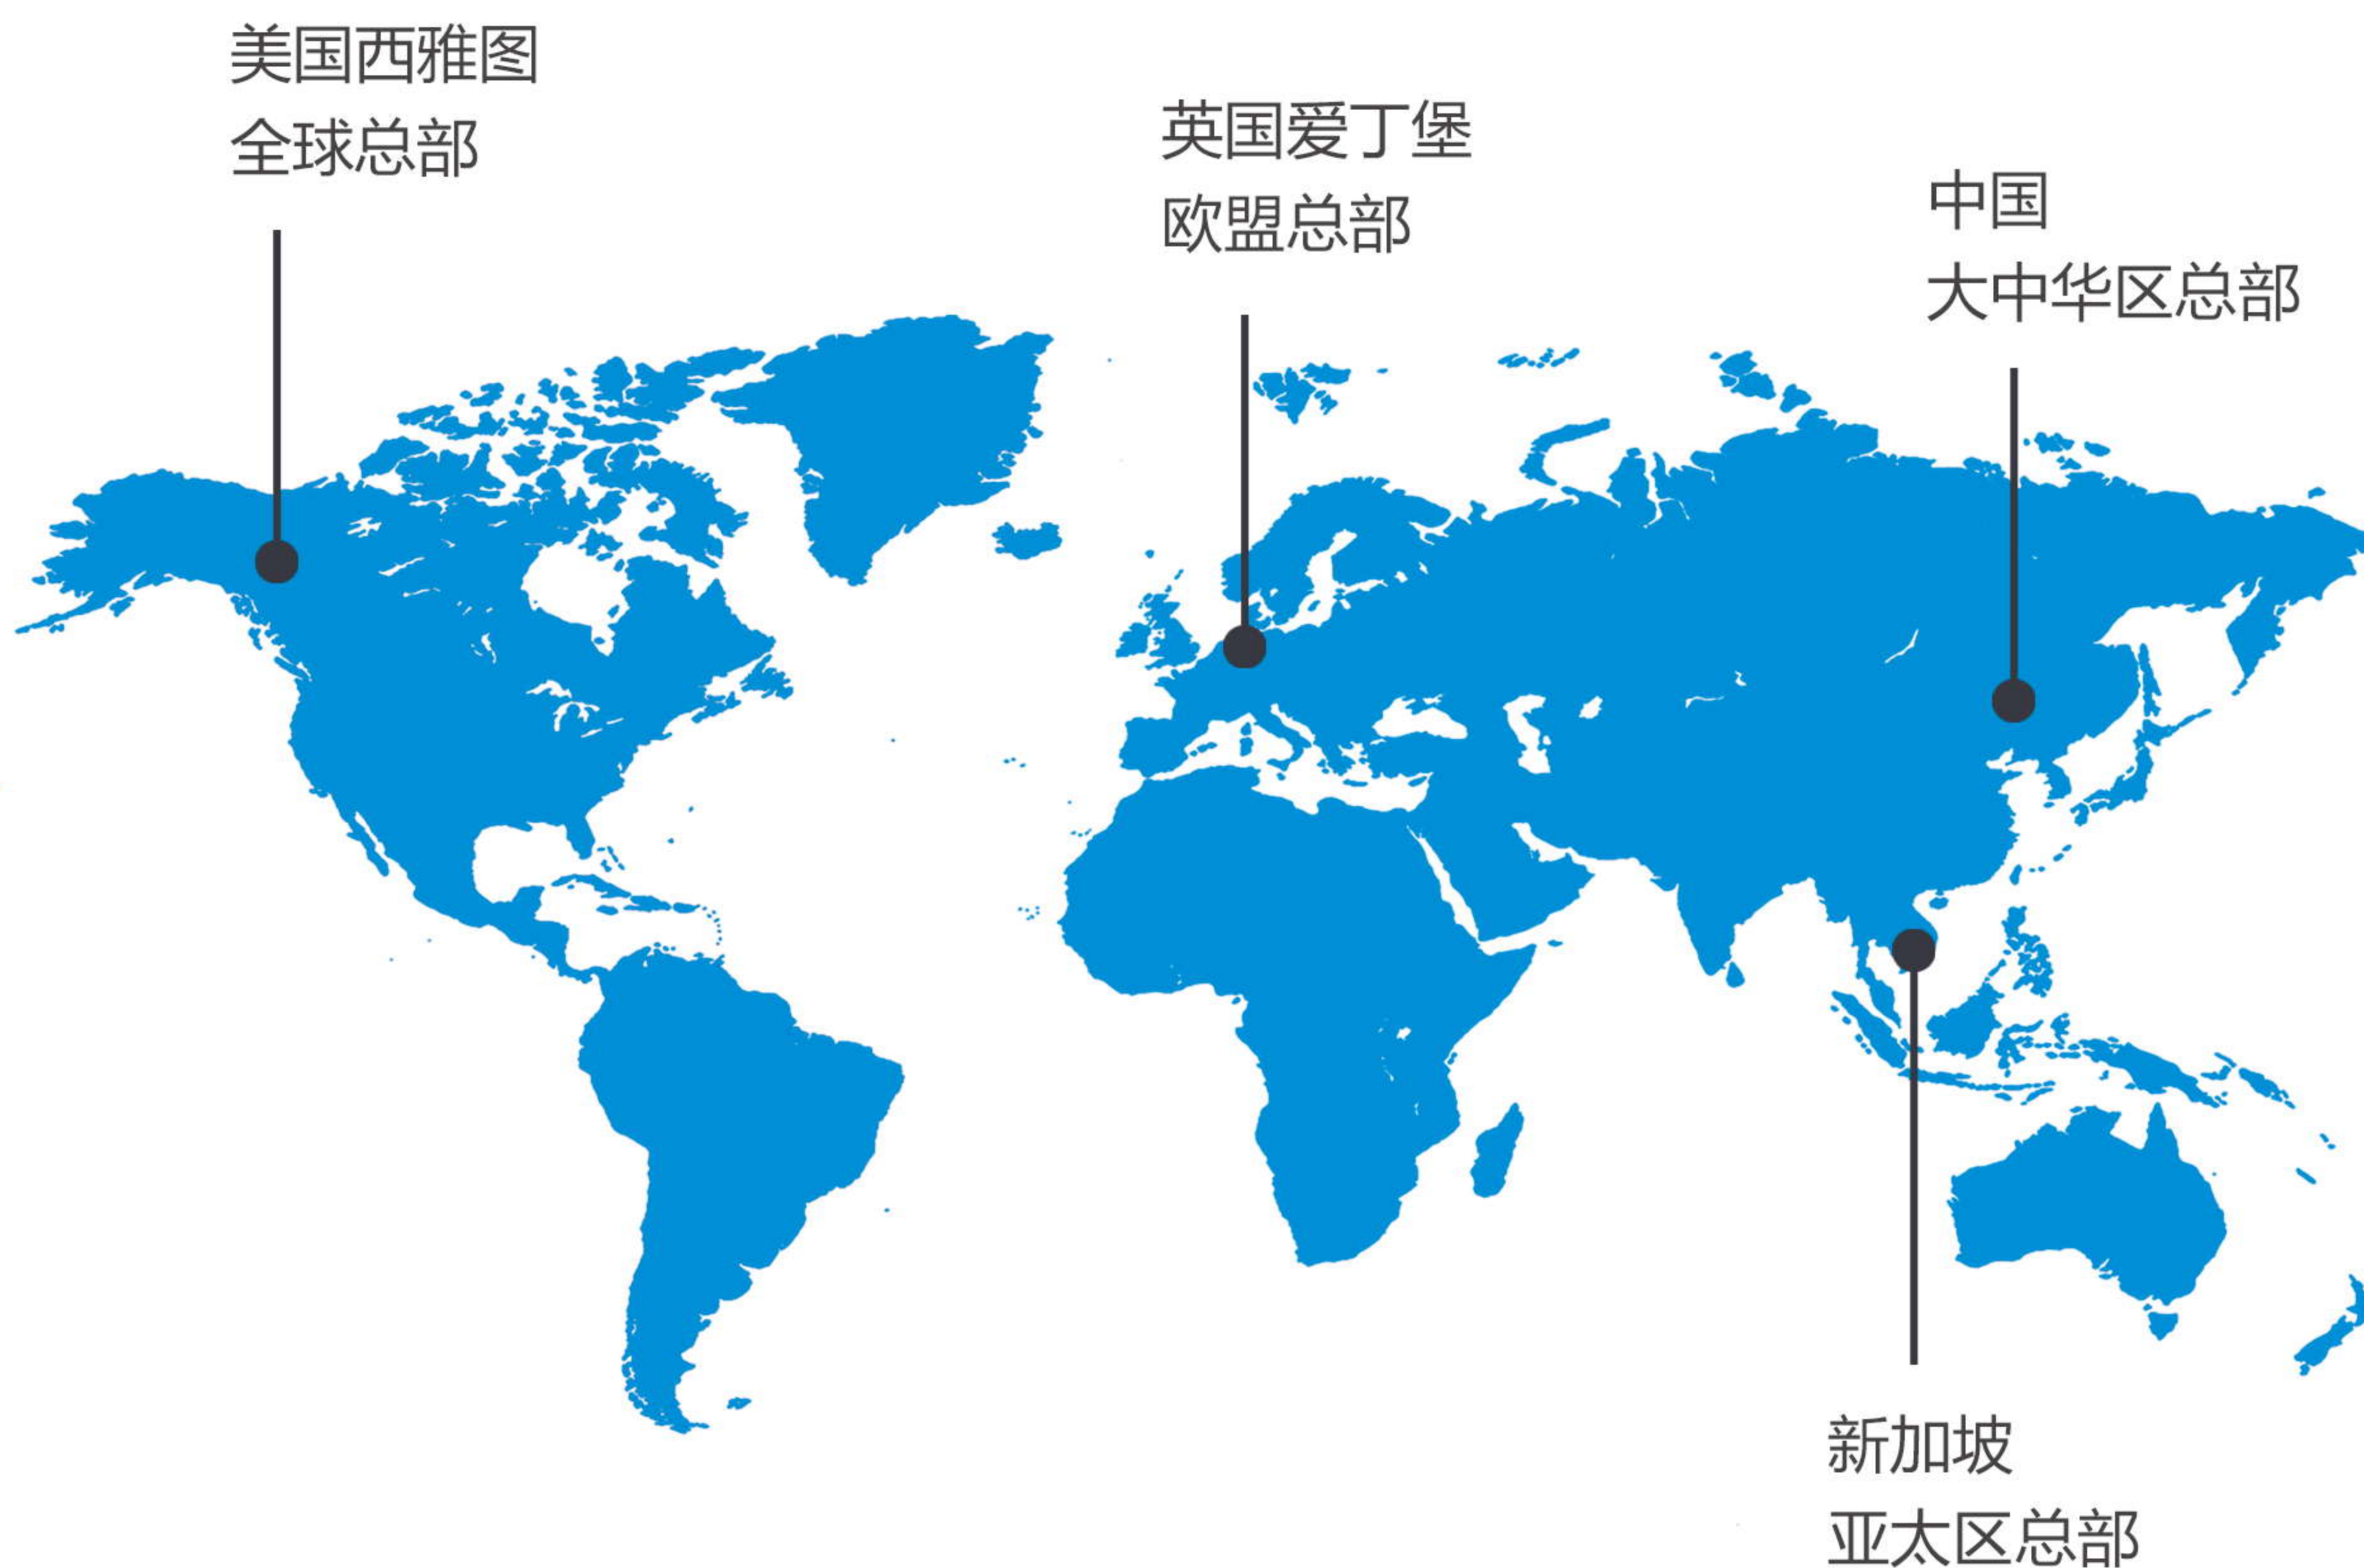 美国西雅图
全球总部
英国爱丁堡
欧盟总部
中国
大中华区总部
新加坡
亚太区总部